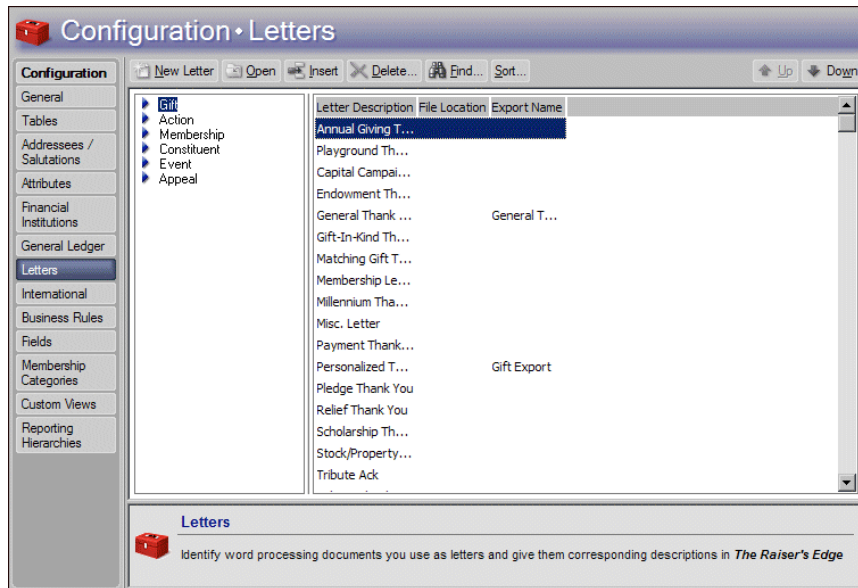 Configuration · Letters
Configuration
General
Tables
Addressees /
Salutations
Attributes
Financial
Institutions
General Ledger
Letters
International
Business Rules
Fields
Membership
Categories
Custom Views
Reporting
Hierarchies
New Letter Open Insert Delete... Find... Sort... Up Down
Gift
Action
Membership
Constituent
Event
Appeal
Letter Description File Location Export Name
Annual Giving T...
Playground Th...
Capital Campai...
Endowment Th...
General Thank ... General T...
Gift-In-Kind Th...
Matching Gift T...
Membership Le...
Millennium Tha...
Misc. Letter
Payment Thank...
Personalized T... Gift Export
Pledge Thank You
Relief Thank You
Scholarship Th...
Stock/Property...
Tribute Ack
Letters
Identify word processing documents you use as letters and give them corresponding descriptions in The Raiser's Edge